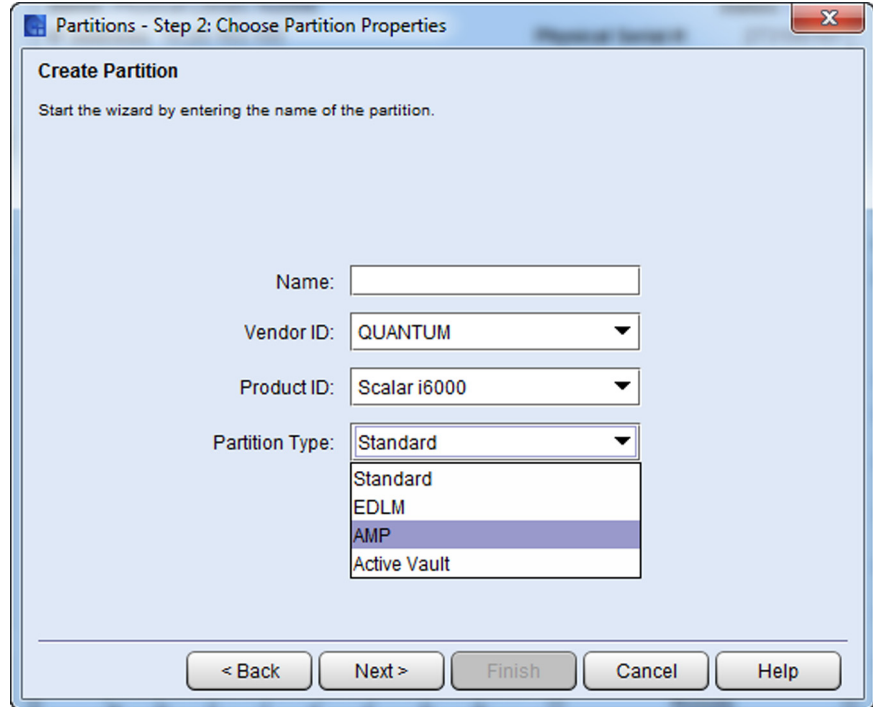 Partitions - Step 2: Choose Partition Properties
Create Partition
Start the wizard by entering the name of the partition.
Name:
Vendor ID: QUANTUM
Product ID: Scalar i6000
Partition Type: Standard
Standard
EDLM
AMP
Active Vault
< Back Next > Finish Cancel Help